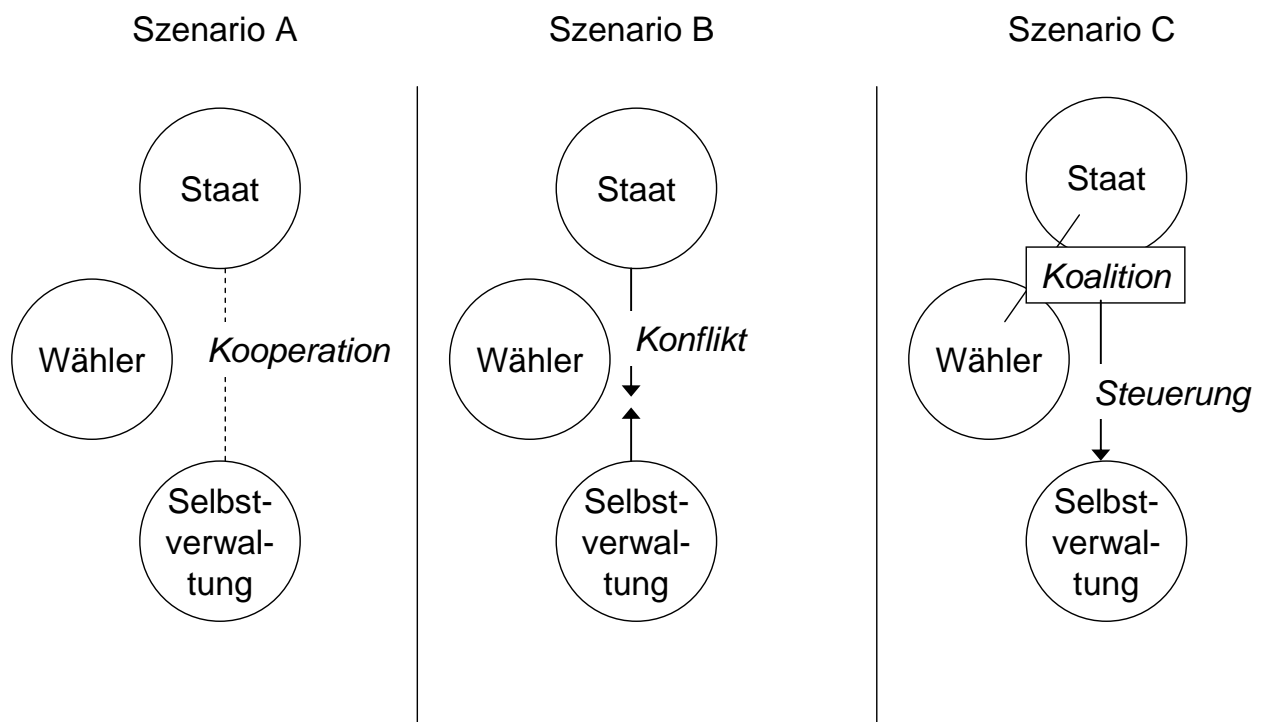 Szenario A
Szenario B
Szenario C
Staat
Wähler
Kooperation
Selbst-
verwal-
tung
Staat
Wähler
Konflikt
Selbst-
verwal-
tung
Staat
Koalition
Wähler
Steuerung
Selbst-
verwal-
tung